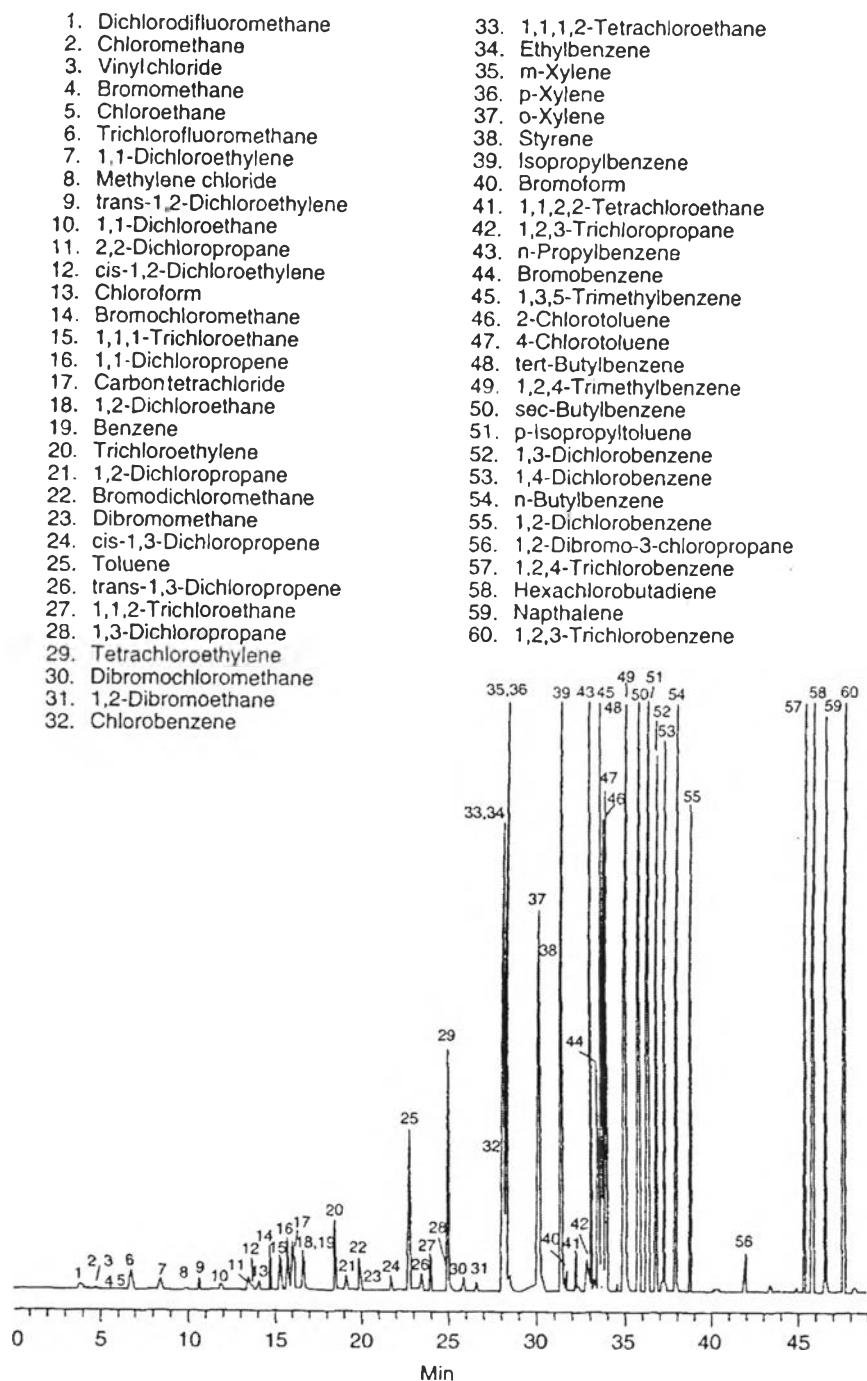 1. Dichlorodifluoromethane
2. Chloromethane
3. Vinyl chloride
4. Bromomethane
5. Chloroethane
6. Trichlorofluoromethane
7. 1,1-Dichloroethylene
8. Methylene chloride
9. trans-1,2-Dichloroethylene
10. 1,1-Dichloroethane
11. 2,2-Dichloropropane
12. cis-1,2-Dichloroethylene
13. Chloroform
14. Bromochloromethane
15. 1,1,1-Trichloroethane
16. 1,1-Dichloropropene
17. Carbon tetrachloride
18. 1,2-Dichloroethane
19. Benzene
20. Trichloroethylene
21. 1,2-Dichloropropane
22. Bromodichloromethane
23. Dibromomethane
24. cis-1,3-Dichloropropene
25. Toluene
26. trans-1,3-Dichloropropene
27. 1,1,2-Trichloroethane
28. 1,3-Dichloropropane
29. Tetrachloroethylene
30. Dibromochloromethane
31. 1,2-Dibromoethane
32. Chlorobenzene
33. 1,1,1,2-Tetrachloroethane
34. Ethylbenzene
35. m-Xylene
36. p-Xylene
37. o-Xylene
38. Styrene
39. Isopropylbenzene
40. Bromoform
41. 1,1,2,2-Tetrachloroethane
42. 1,2,3-Trichloropropane
43. n-Propylbenzene
44. Bromobenzene
45. 1,3,5-Trimethylbenzene
46. 2-Chlorotoluene
47. 4-Chlorotoluene
48. tert-Butylbenzene
49. 1,2,4-Trimethylbenzene
50. sec-Butylbenzene
51. p-Isopropyltoluene
52. 1,3-Dichlorobenzene
53. 1,4-Dichlorobenzene
54. n-Butylbenzene
55. 1,2-Dichlorobenzene
56. 1,2-Dibromo-3-chloropropane
57. 1,2,4-Trichlorobenzene
58. Hexachlorobutadiene
59. Napthalene
60. 1,2,3-Trichlorobenzene
49 51
35,36 39 43 45 50 54 58 60
48 52 57 59
53
47
33,34 46 55
37
38
29
44
25
32
20 14 16 17 28 42
12 15 18,19 22 27 40 41 56
1 2 3 4 5 6 7 8 9 10 11 13 21 23 24 26 30 31
0 5 10 15 20 25 30 35 40 45
Min